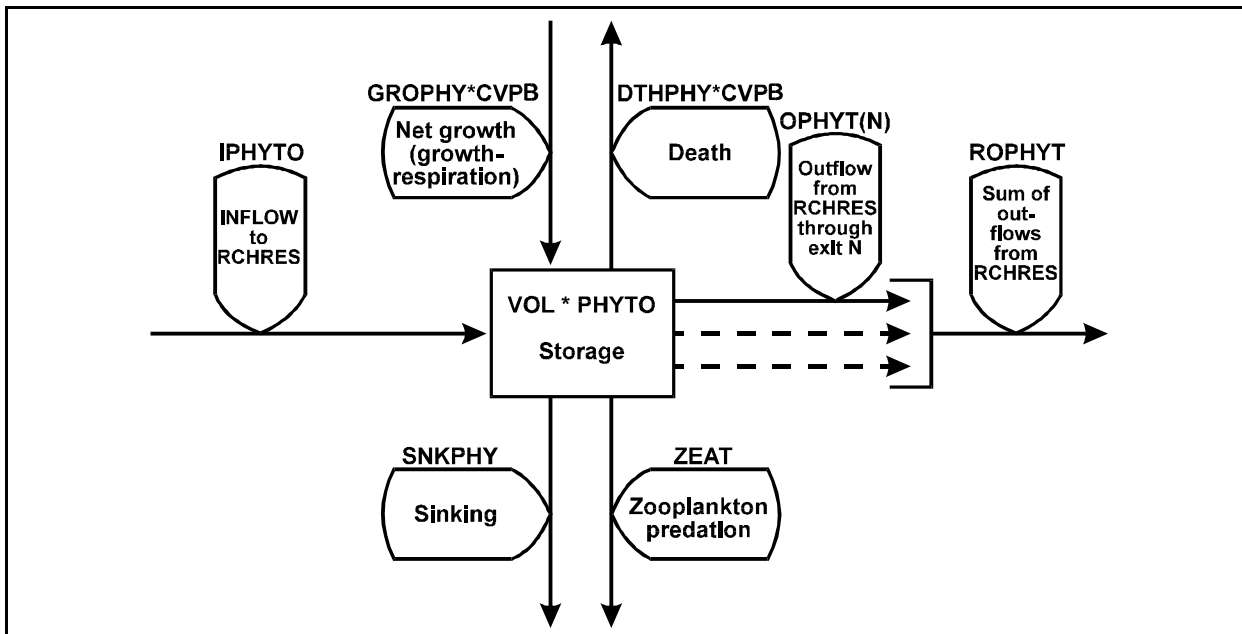 GROPHY*CVPB
Net growth
(growth-
respiration)
DTHPHY*CVPB
Death
OPHYT(N)
Outflow
from
RCHRES
through
exit N
IPHYTO
INFLOW
to
RCHRES
ROPHYT
Sum of
out-
flows
from
RCHRES
VOL * PHYTO
Storage
SNKPHY
Sinking
ZEAT
Zooplankton
predation